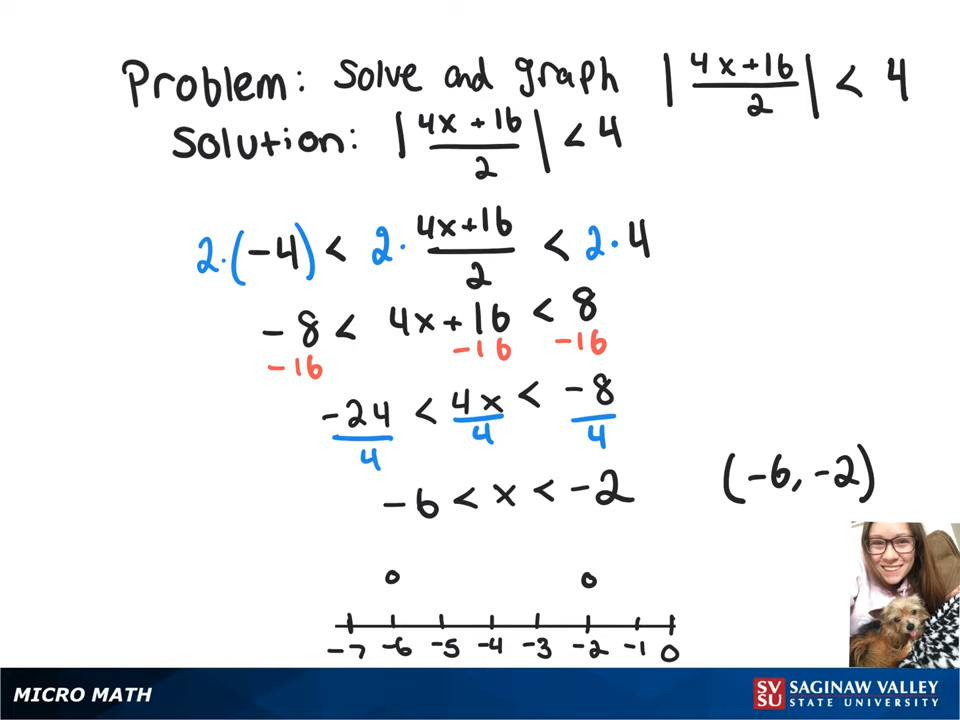 Problem: Solve and graph |(4x+16)/2| < 4
Solution: |(4x+16)/2| < 4
2·(-4) < 2· (4x+16)/2 < 2·4
-8 < 4x+16 < 8
-16 -16 -16
-24/4 < 4x/4 < -8/4
-6 < x < -2 (-6, -2)
-7 -6 -5 -4 -3 -2 -1 0
MICRO MATH SV SU SAGINAW VALLEY STATE UNIVERSITY